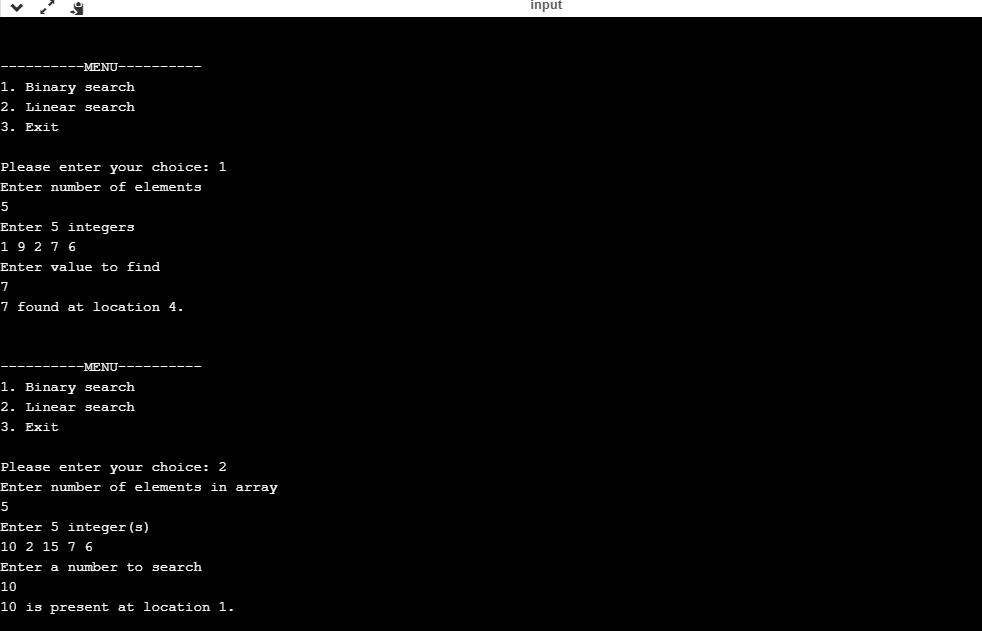 input
----------MENU----------
1. Binary search
2. Linear search
3. Exit
Please enter your choice: 1
Enter number of elements
5
Enter 5 integers
1 9 2 7 6
Enter value to find
7
7 found at location 4.
----------MENU----------
1. Binary search
2. Linear search
3. Exit
Please enter your choice: 2
Enter number of elements in array
5
Enter 5 integer(s)
10 2 15 7 6
Enter a number to search
10
10 is present at location 1.